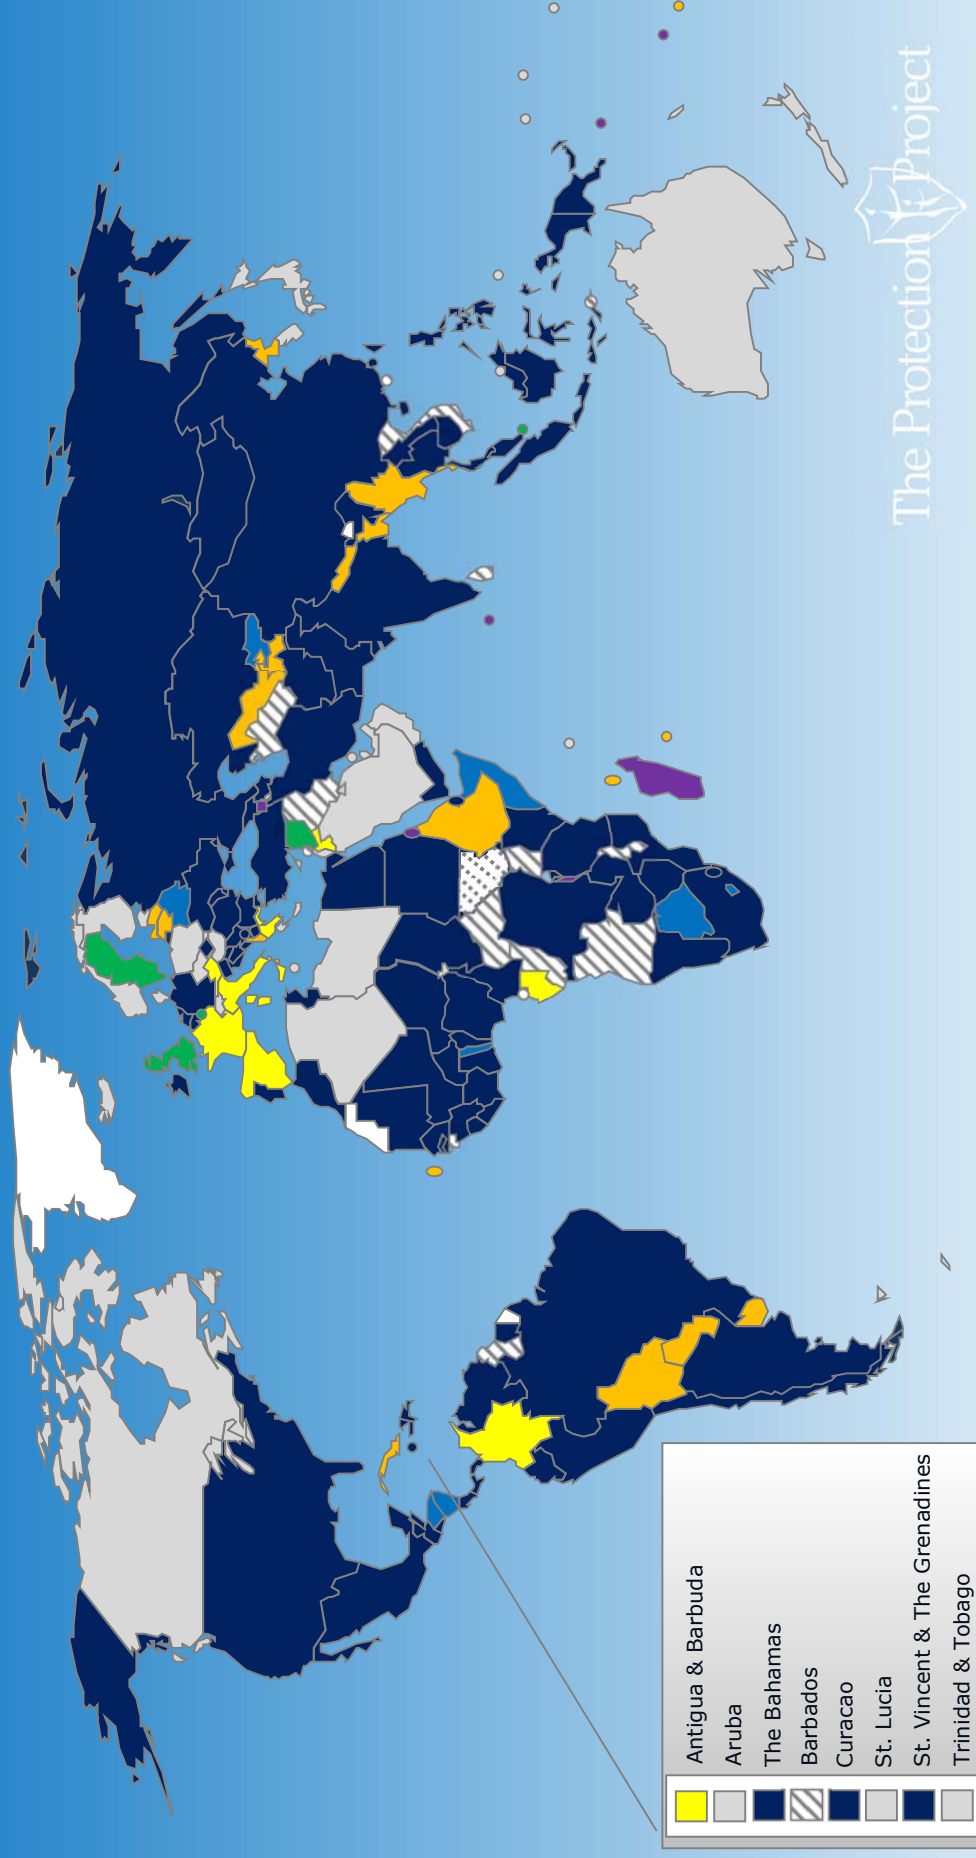 The Protection Project
Antigua & Barbuda
Aruba
The Bahamas
Barbados
Curacao
St. Lucia
St. Vincent & The Grenadines
Trinidad & Tobago